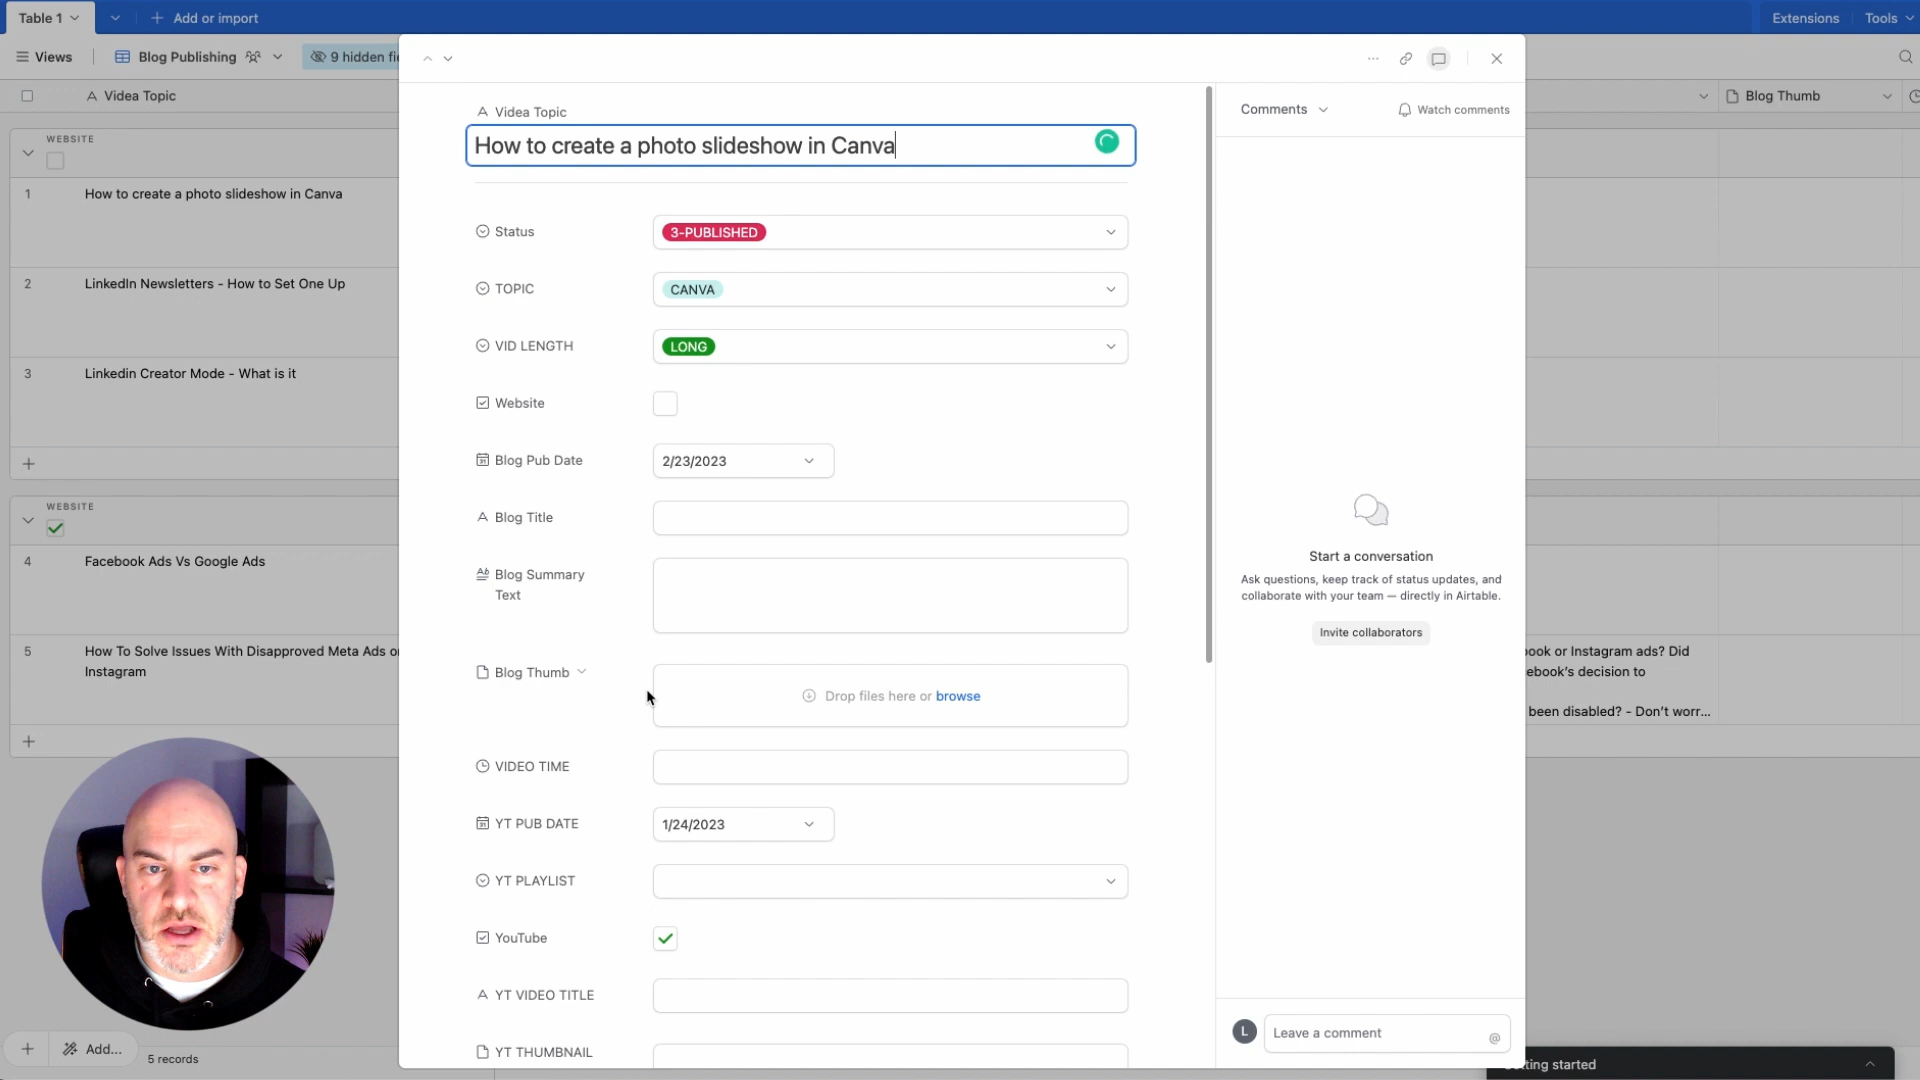 Table 1
Add or import
Extensions
Tools
Views
Blog Publishing
9 hidden fie
Videa Topic
Blog Thumb
WEBSITE
1
How to create a photo slideshow in Canva
2
LinkedIn Newsletters - How to Set One Up
3
Linkedin Creator Mode - What is it
WEBSITE
4
Facebook Ads Vs Google Ads
5
How To Solve Issues With Disapproved Meta Ads or
Instagram
Add...
5 records
Videa Topic
How to create a photo slideshow in Canva
Status
3-PUBLISHED
TOPIC
CANVA
VID LENGTH
LONG
Website
Blog Pub Date
2/23/2023
Blog Title
Blog Summary
Text
Blog Thumb
Drop files here or browse
VIDEO TIME
YT PUB DATE
1/24/2023
YT PLAYLIST
YouTube
YT VIDEO TITLE
YT THUMBNAIL
Comments
Watch comments
Start a conversation
Ask questions, keep track of status updates, and
collaborate with your team — directly in Airtable.
Invite collaborators
L
Leave a comment
@
ook or Instagram ads? Did
ebook's decision to
been disabled? - Don't worr...
tting started